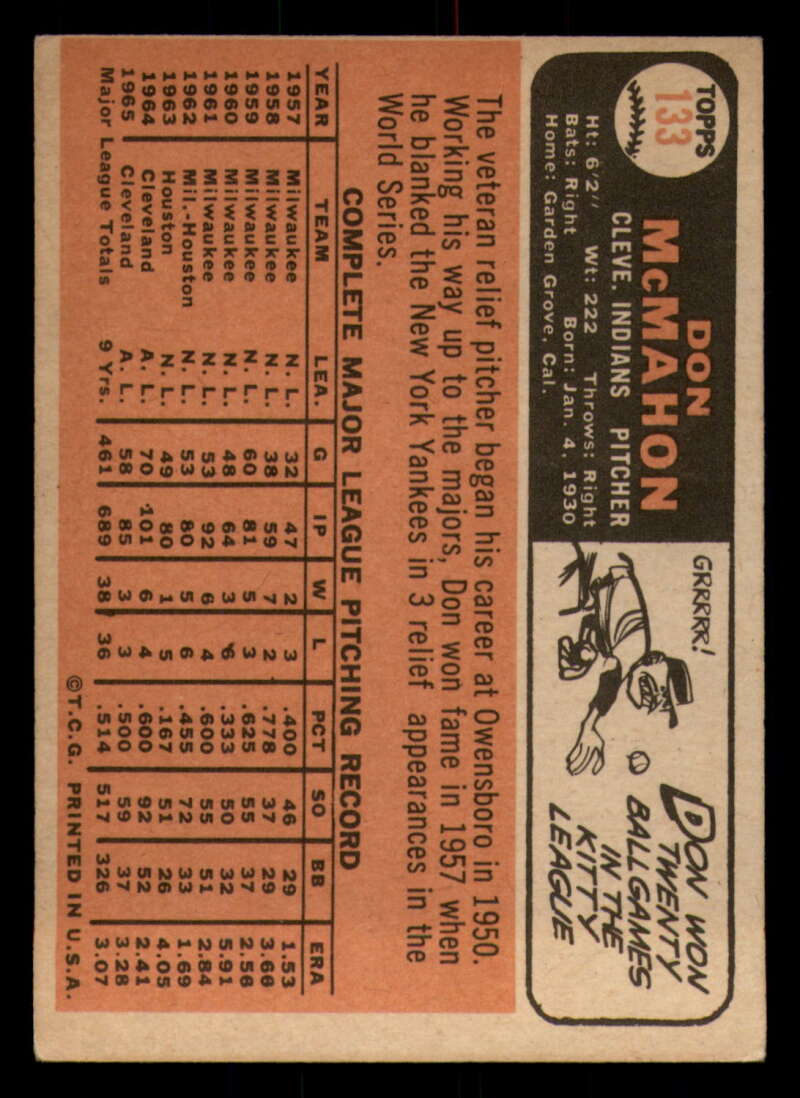 TOPPS
133
DON
McMAHON
CLEVE. INDIANS PITCHER
Ht: 6'2" Wt: 222 Throws: Right
Bats: Right Born: Jan. 4, 1930
Home: Garden Grove, Cal.
GRRRRR!
DON WON
TWENTY
BALLGAMES
IN THE
KITTY
LEAGUE
The veteran relief pitcher began his career at Owensboro in 1950.
Working his way up to the majors, Don won fame in 1957 when
he blanked the New York Yankees in 3 relief appearances in the
World Series.
COMPLETE MAJOR LEAGUE PITCHING RECORD
YEAR TEAM LEA. G IP W L PCT SO BB ERA
1957 Milwaukee N. L. 32 47 2 3 .400 46 29 1.53
1958 Milwaukee N. L. 38 59 7 2 .778 37 29 3.66
1959 Milwaukee N. L. 60 81 5 3 .625 55 37 2.56
1960 Milwaukee N. L. 48 64 3 6 .333 50 32 5.91
1961 Milwaukee N. L. 53 92 6 4 .600 55 51 2.84
1962 Mil.-Houston N. L. 53 80 5 6 .455 72 33 1.69
1963 Houston N. L. 49 80 1 5 .167 51 26 4.05
1964 Cleveland A. L. 70 101 6 4 .600 92 52 2.41
1965 Cleveland A. L. 58 85 3 3 .500 59 37 3.28
Major League Totals 9 Yrs. 461 689 38 36 .514 517 326 3.07
©T.C.G. PRINTED IN U.S.A.